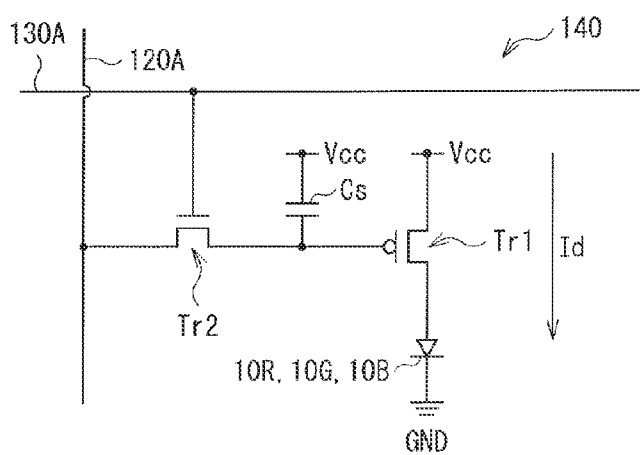 130A
120A
140
Vcc
Vcc
Cs
Tr1
Id
Tr2
10R, 10G, 10B
GND